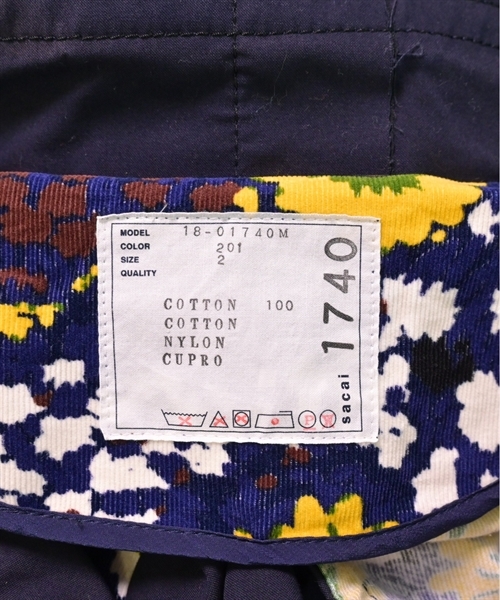 MODEL 18-01740M
COLOR 201
SIZE 2
QUALITY
COTTON 100
COTTON
NYLON
CUPRO
P W
sacai 1740